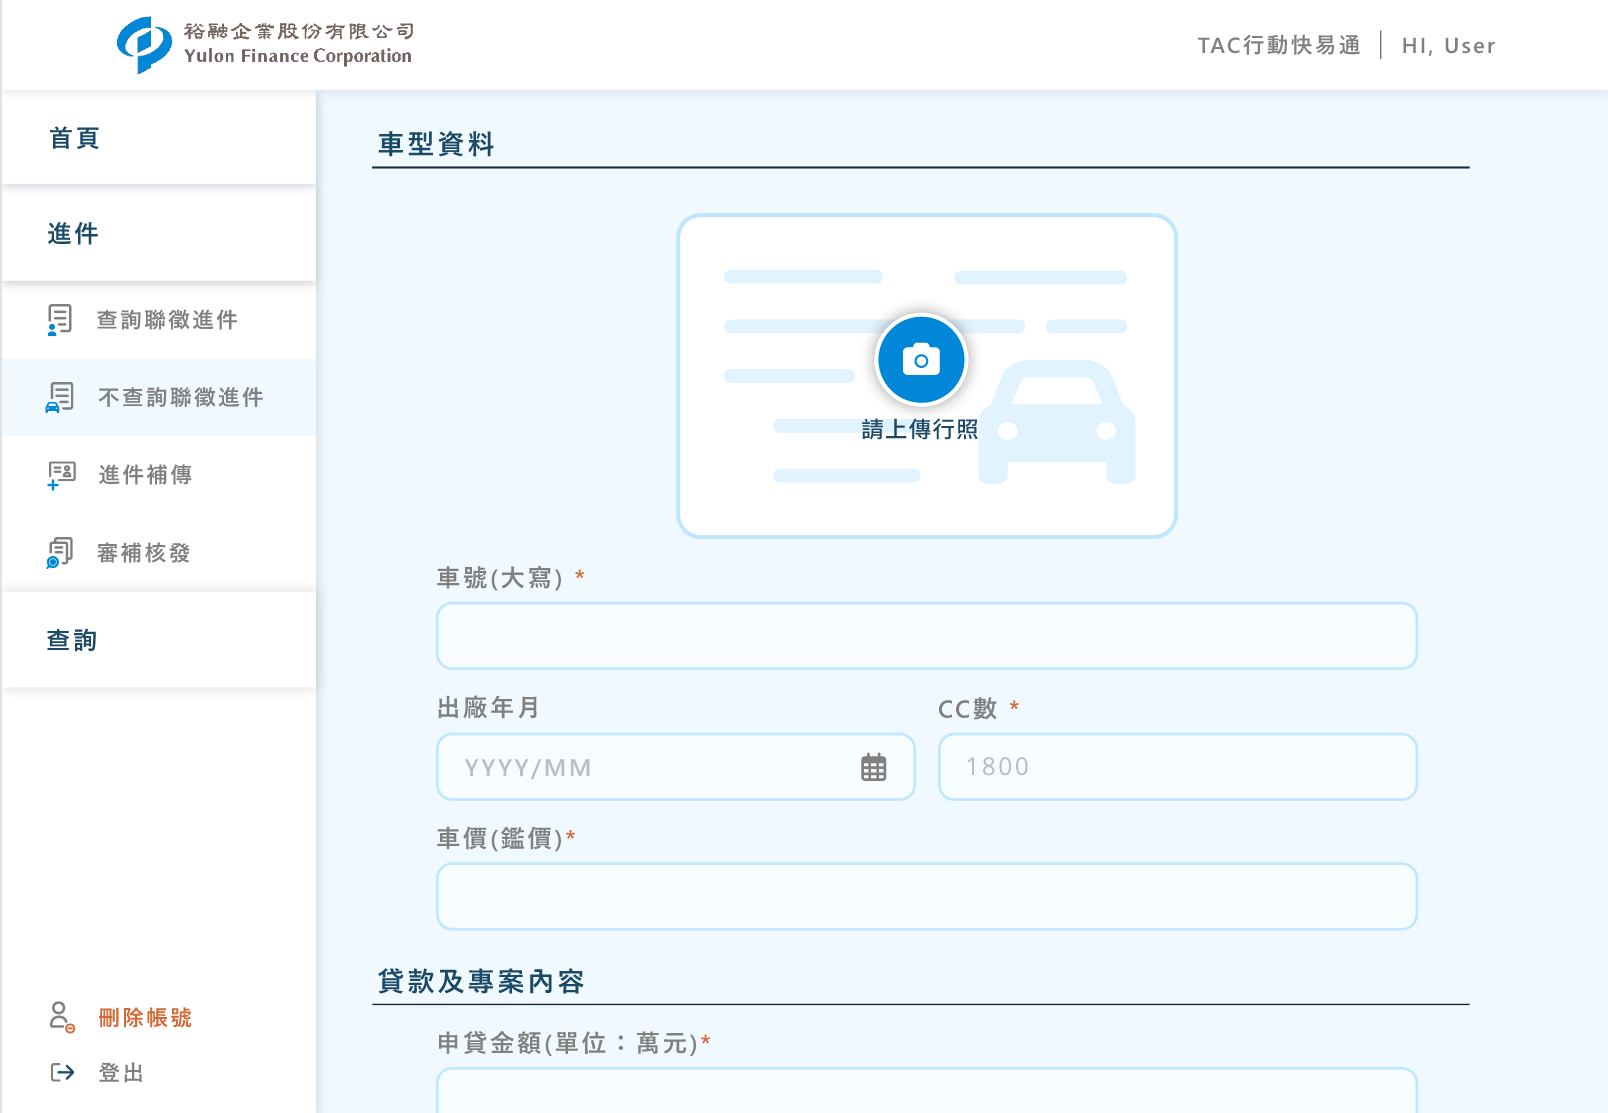 裕融企業股份有限公司
Yulon Finance Corporation
TAC行動快易通
HI, User
首頁
進件
查詢聯徵進件
不查詢聯徵進件
進件補傳
審補核發
查詢
刪除帳號
登出
車型資料
請上傳行照
車號(大寫) *
出廠年月
CC數 *
YYYY/MM
1800
車價(鑑價)*
貸款及專案內容
申貸金額(單位：萬元)*